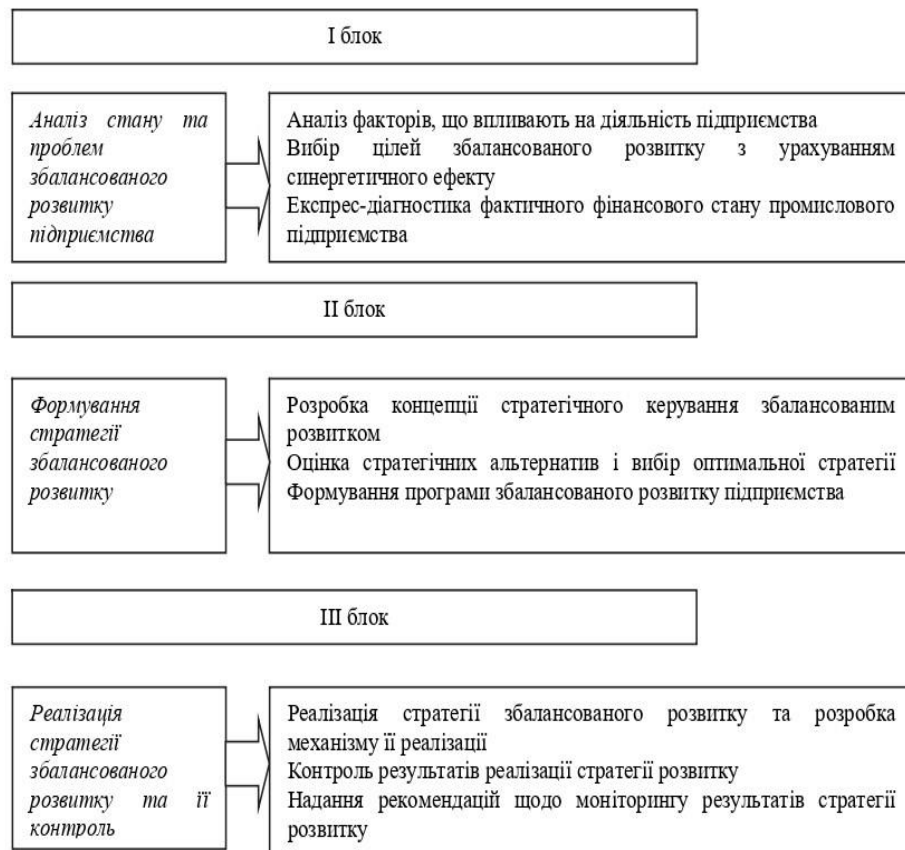 І блок
Аналіз стану та
проблем
збалансованого
розвитку
підприємства
Аналіз факторів, що впливають на діяльність підприємства
Вибір цілей збалансованого розвитку з урахуванням
синергетичного ефекту
Експрес-діагностика фактичного фінансового стану промислового
підприємства
ІІ блок
Формування
стратегії
збалансованого
розвитку
Розробка концепції стратегічного керування збалансованим
розвитком
Оцінка стратегічних альтернатив і вибір оптимальної стратегії
Формування програми збалансованого розвитку підприємства
ІІІ блок
Реалізація
стратегії
збалансованого
розвитку та її
контроль
Реалізація стратегії збалансованого розвитку та розробка
механізму її реалізації
Контроль результатів реалізації стратегії розвитку
Надання рекомендацій щодо моніторингу результатів стратегії
розвитку